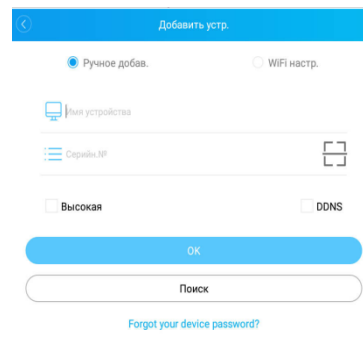 Добавить устр.
Ручное добав. WiFi настр.
Имя устройства
Серийн.№
Высокая DDNS
OK
Поиск
Forgot your device password?